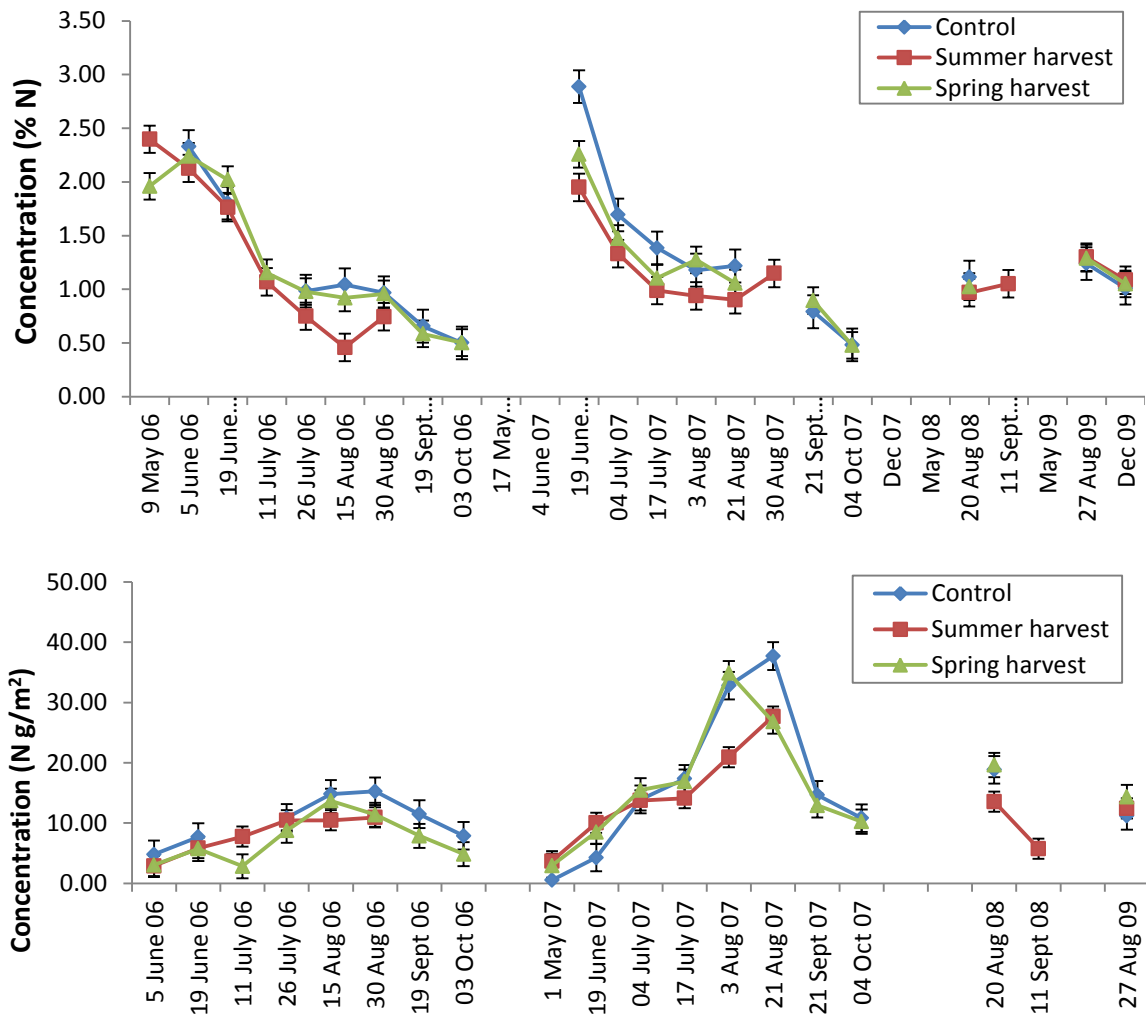 3.50
3.00
2.50
2.00
1.50
1.00
0.50
0.00
Concentration (% N)
Control
Summer harvest
Spring harvest
9 May 06
5 June 06
19 June...
11 July 06
26 July 06
15 Aug 06
30 Aug 06
19 Sept...
03 Oct 06
17 May...
4 June 07
19 June...
04 July 07
17 July 07
3 Aug 07
21 Aug 07
30 Aug 07
21 Sept...
04 Oct 07
Dec 07
May 08
20 Aug 08
11 Sept...
May 09
27 Aug 09
Dec 09
50.00
40.00
30.00
20.00
10.00
0.00
Concentration (N g/m²)
Control
Summer harvest
Spring harvest
5 June 06
19 June 06
11 July 06
26 July 06
15 Aug 06
30 Aug 06
19 Sept 06
03 Oct 06
1 May 07
19 June 07
04 July 07
17 July 07
3 Aug 07
21 Aug 07
21 Sept 07
04 Oct 07
20 Aug 08
11 Sept 08
27 Aug 09